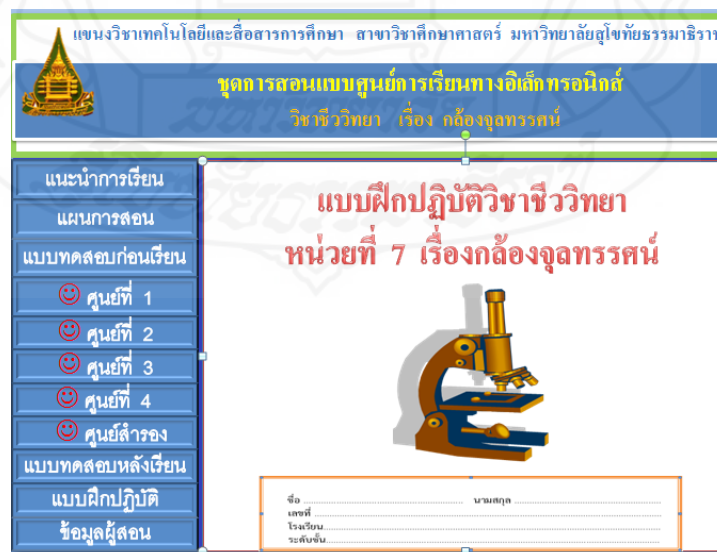 แขนงวิชาเทคโนโลยีและสื่อสารการศึกษา สาขาวิชาศึกษาศาสตร์ มหาวิทยาลัยสุโขทัยธรรมาธิราช
ชุดการสอนแบบศูนย์การเรียนทางอิเล็กทรอนิกส์
วิชาชีววิทยา เรื่อง กล้องจุลทรรศน์
แนะนำการเรียน
แผนการสอน
แบบทดสอบก่อนเรียน
ศูนย์ที่ 1
ศูนย์ที่ 2
ศูนย์ที่ 3
ศูนย์ที่ 4
ศูนย์สำรอง
แบบทดสอบหลังเรียน
แบบฝึกปฏิบัติ
ข้อมูลผู้สอน
แบบฝึกปฏิบัติวิชาชีววิทยา
หน่วยที่ 7 เรื่องกล้องจุลทรรศน์
ชื่อ ........................................ นามสกุล ........................................
เลขที่ ................................................................................
โรงเรียน................................................................................
ระดับชั้น................................................................................